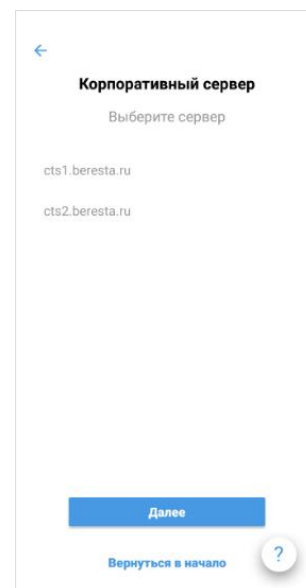 Корпоративный сервер
Выберите сервер
cts1.beresta.ru
cts2.beresta.ru
Далее
Вернуться в начало
?